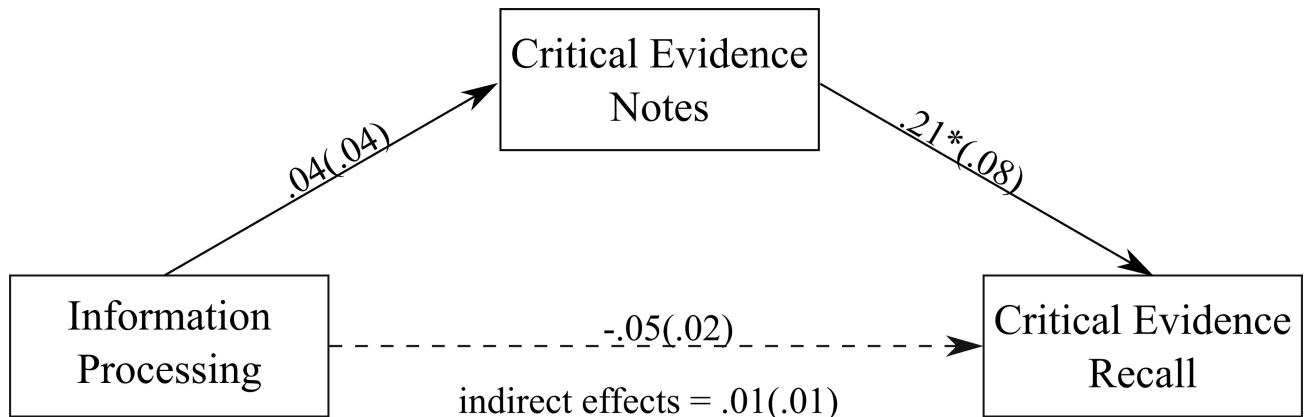 Critical Evidence
Notes
.04(.04)
.21*(.08)
Information
Processing
-.05(.02)
Critical Evidence
Recall
indirect effects = .01(.01)